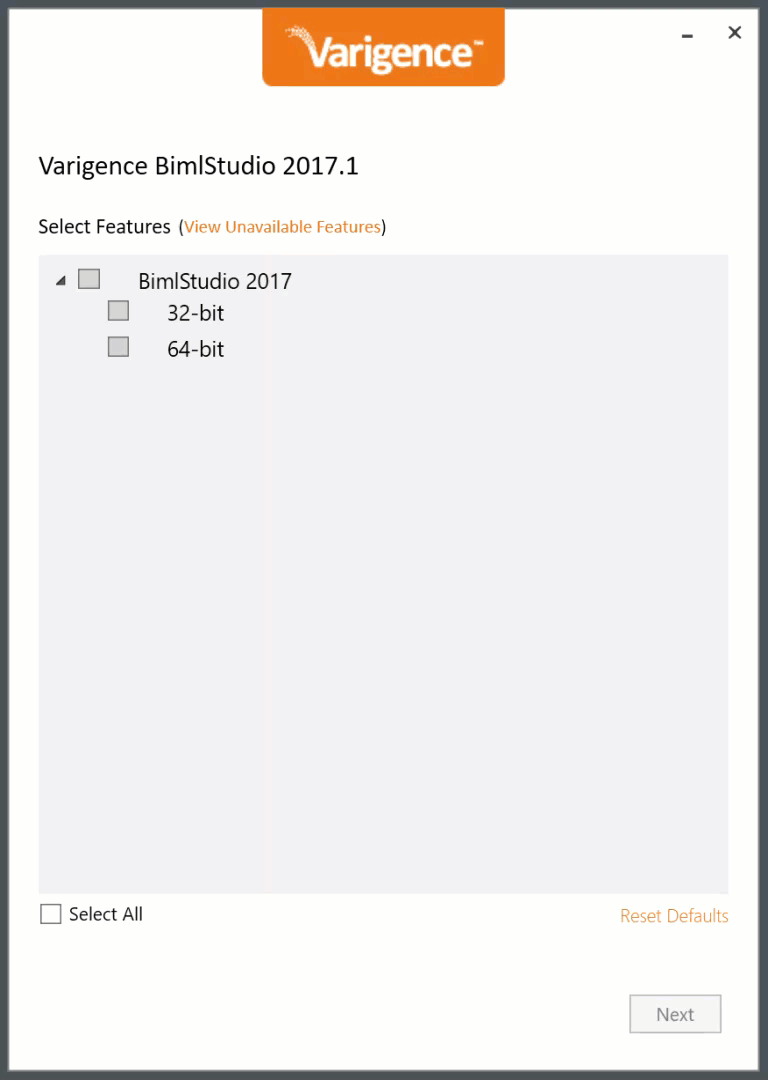 Varigence™
Varigence BimlStudio 2017.1
Select Features (View Unavailable Features)
BimlStudio 2017
32-bit
64-bit
Select All
Reset Defaults
Next